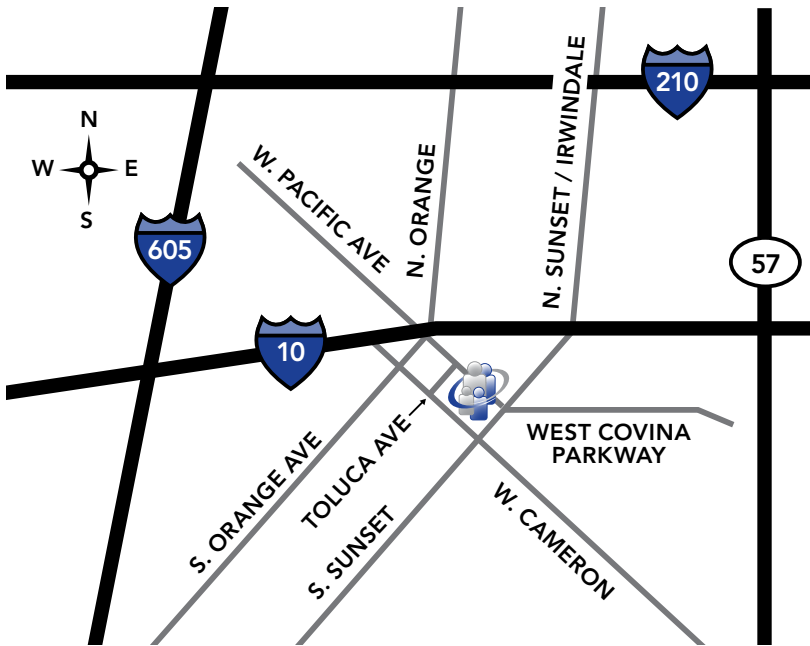 210
N
W E
S
W. PACIFIC AVE
N. ORANGE
N. SUNSET / IRWINDALE
605
57
10
S. ORANGE AVE
TOLUCA AVE
S. SUNSET
WEST COVINA
PARKWAY
W. CAMERON